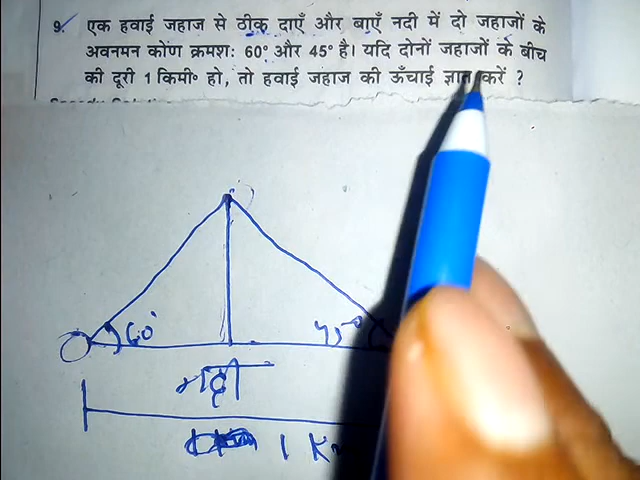 9. एक हवाई जहाज से ठीक दाएँ और बाएँ नदी में दो जहाजों के
अवनमन कोण क्रमशः 60° और 45° है। यदि दोनों जहाजों के बीच
की दूरी 1 किमी० हो, तो हवाई जहाज की ऊँचाई ज्ञात करें ?
60°
45°
नदी
1 K